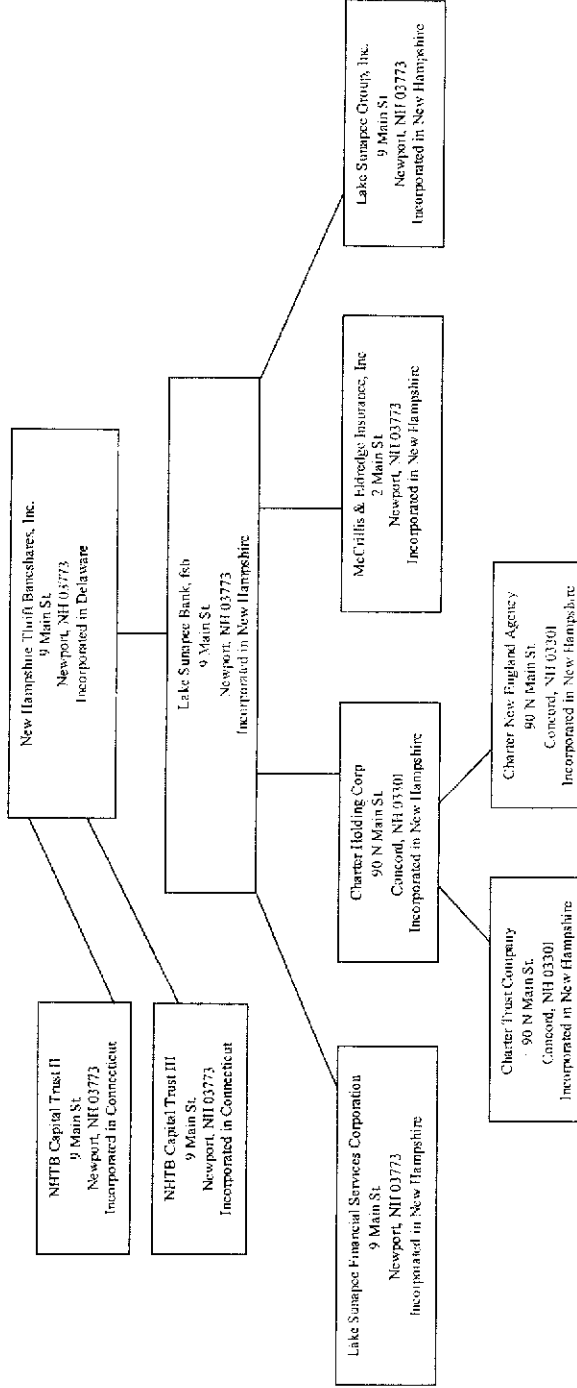 New Hampshire Thrift Bancshares, Inc.
9 Main St.
Newport, NH 03773
Incorporated in Delaware
NHTB Capital Trust II
9 Main St.
Newport, NH 03773
Incorporated in Connecticut
NHTB Capital Trust III
9 Main St.
Newport, NH 03773
Incorporated in Connecticut
Lake Sunapee Bank, fsb
9 Main St.
Newport, NH 03773
Incorporated in New Hampshire
Lake Sunapee Financial Services Corporation
9 Main St.
Newport, NH 03773
Incorporated in New Hampshire
Charter Holding Corp
90 N Main St.
Concord, NH 03301
Incorporated in New Hampshire
McCrillis & Eldredge Insurance, Inc
2 Main St.
Newport, NH 03773
Incorporated in New Hampshire
Lake Sunapee Group, Inc.
9 Main St.
Newport, NH 03773
Incorporated in New Hampshire
Charter Trust Company
90 N Main St.
Concord, NH 03301
Incorporated in New Hampshire
Charter New England Agency
90 N Main St.
Concord, NH 03301
Incorporated in New Hampshire